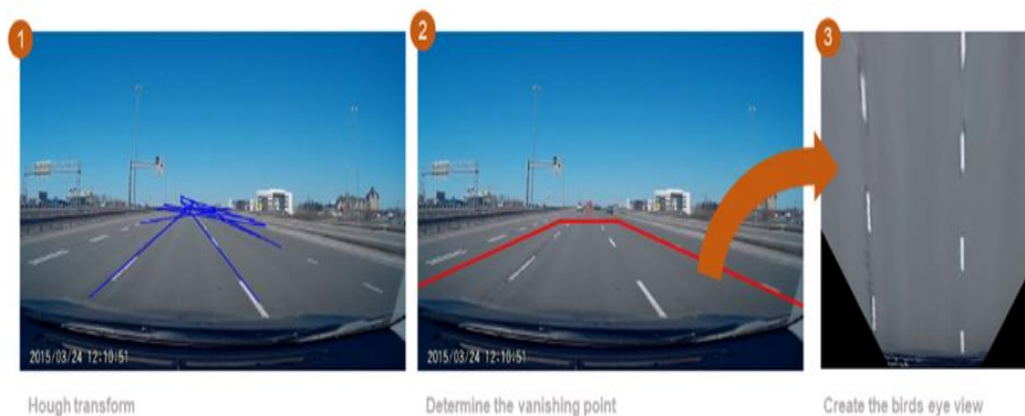 1
2
3
2015/03/24 12:10:51
2015/03/24 12:10:51
Hough transform
Determine the vanishing point
Create the birds eye view